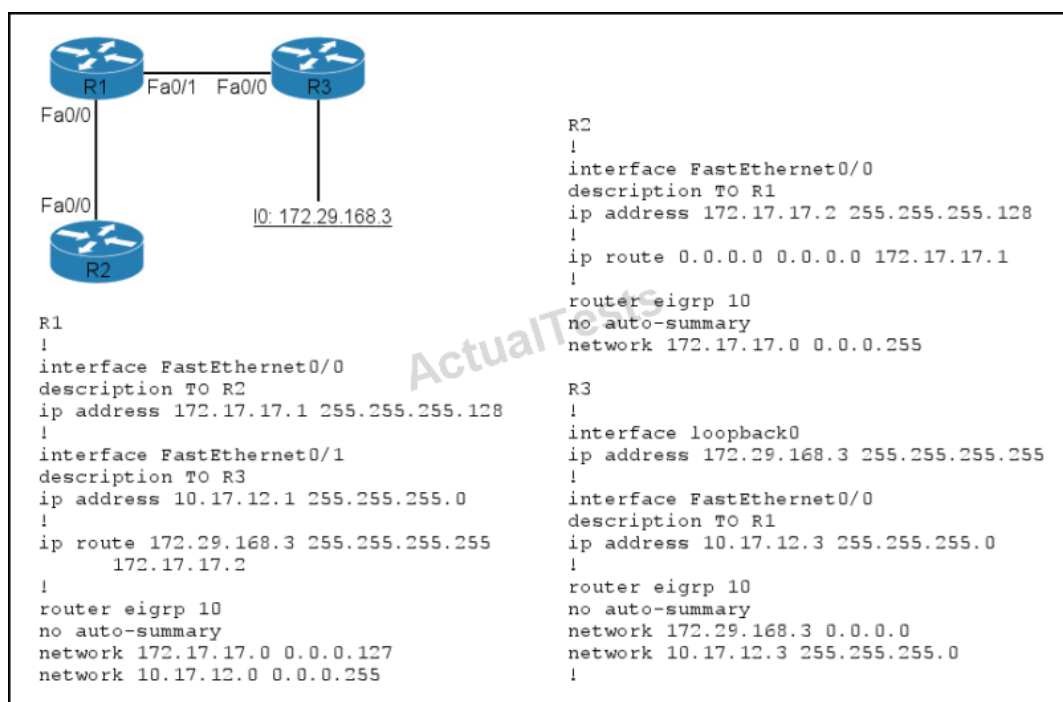 R1
Fa0/1
Fa0/0
R3
Fa0/0
Fa0/0
R2
l0: 172.29.168.3
R1
!
interface FastEthernet0/0
description TO R2
ip address 172.17.17.1 255.255.255.128
!
interface FastEthernet0/1
description TO R3
ip address 10.17.12.1 255.255.255.0
!
ip route 172.29.168.3 255.255.255.255
172.17.17.2
!
router eigrp 10
no auto-summary
network 172.17.17.0 0.0.0.127
network 10.17.12.0 0.0.0.255
R2
!
interface FastEthernet0/0
description TO R1
ip address 172.17.17.2 255.255.255.128
!
ip route 0.0.0.0 0.0.0.0 172.17.17.1
!
router eigrp 10
no auto-summary
network 172.17.17.0 0.0.0.255
R3
!
interface loopback0
ip address 172.29.168.3 255.255.255.255
!
interface FastEthernet0/0
description TO R1
ip address 10.17.12.3 255.255.255.0
!
router eigrp 10
no auto-summary
network 172.29.168.3 0.0.0.0
network 10.17.12.3 255.255.255.0
!
ActualTests